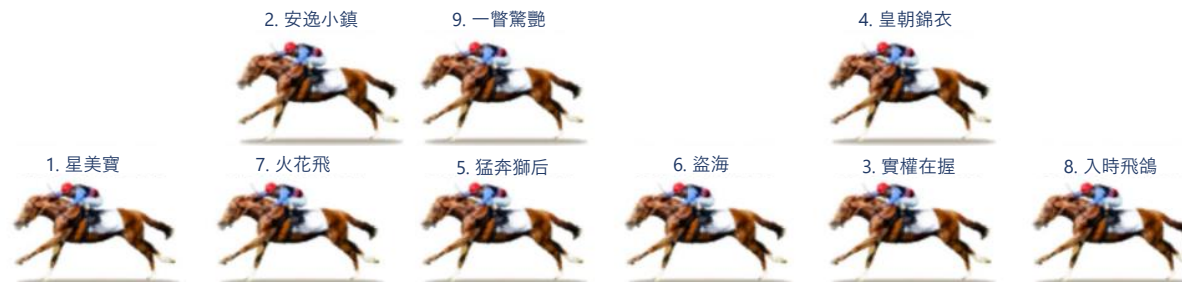 2. 安逸小鎮
9. 一瞥驚艷
4. 皇朝錦衣
1. 星美寶
7. 火花飛
5. 猛奔獅后
6. 盜海
3. 實權在握
8. 入時飛鴿